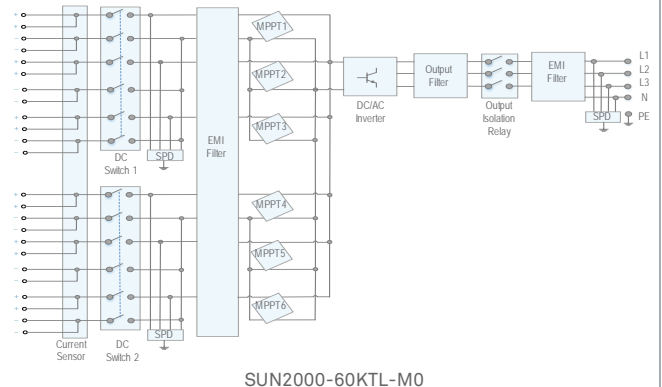 MPPT1
MPPT2
MPPT3
MPPT4
MPPT5
MPPT6
EMI
Filter
DC
Switch 1
SPD
Current
Sensor
DC
Switch 2
SPD
DC/AC
Inverter
Output
Filter
Output
Isolation
Relay
EMI
Filter
SPD
L1
L2
L3
N
PE
SUN2000-60KTL-M0